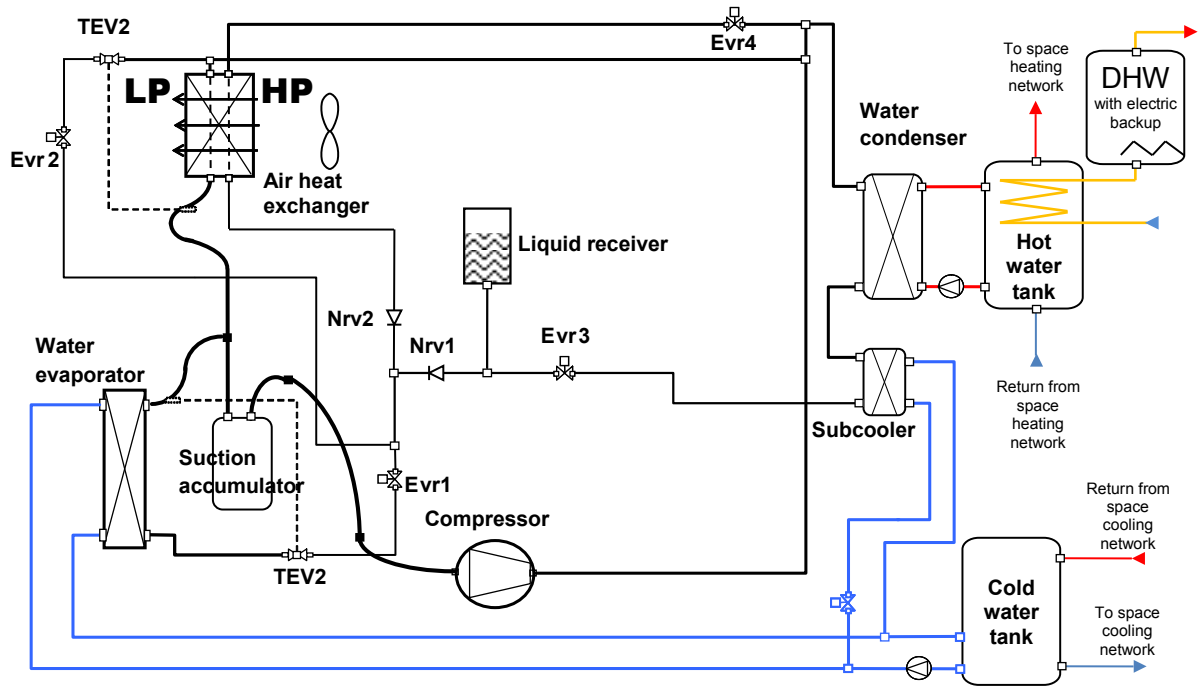 TEV2
Evr4
To space
heating
network
DHW
with electric
backup
LP
HP
Water
condenser
Evr 2
Air heat
exchanger
Liquid receiver
Hot
water
tank
Nrv2
Nrv1
Evr 3
Water
evaporator
Return from
space
heating
network
Subcooler
Suction
accumulator
Evr1
Compressor
Return from
space
cooling
network
TEV2
Cold
water
tank
To space
cooling
network